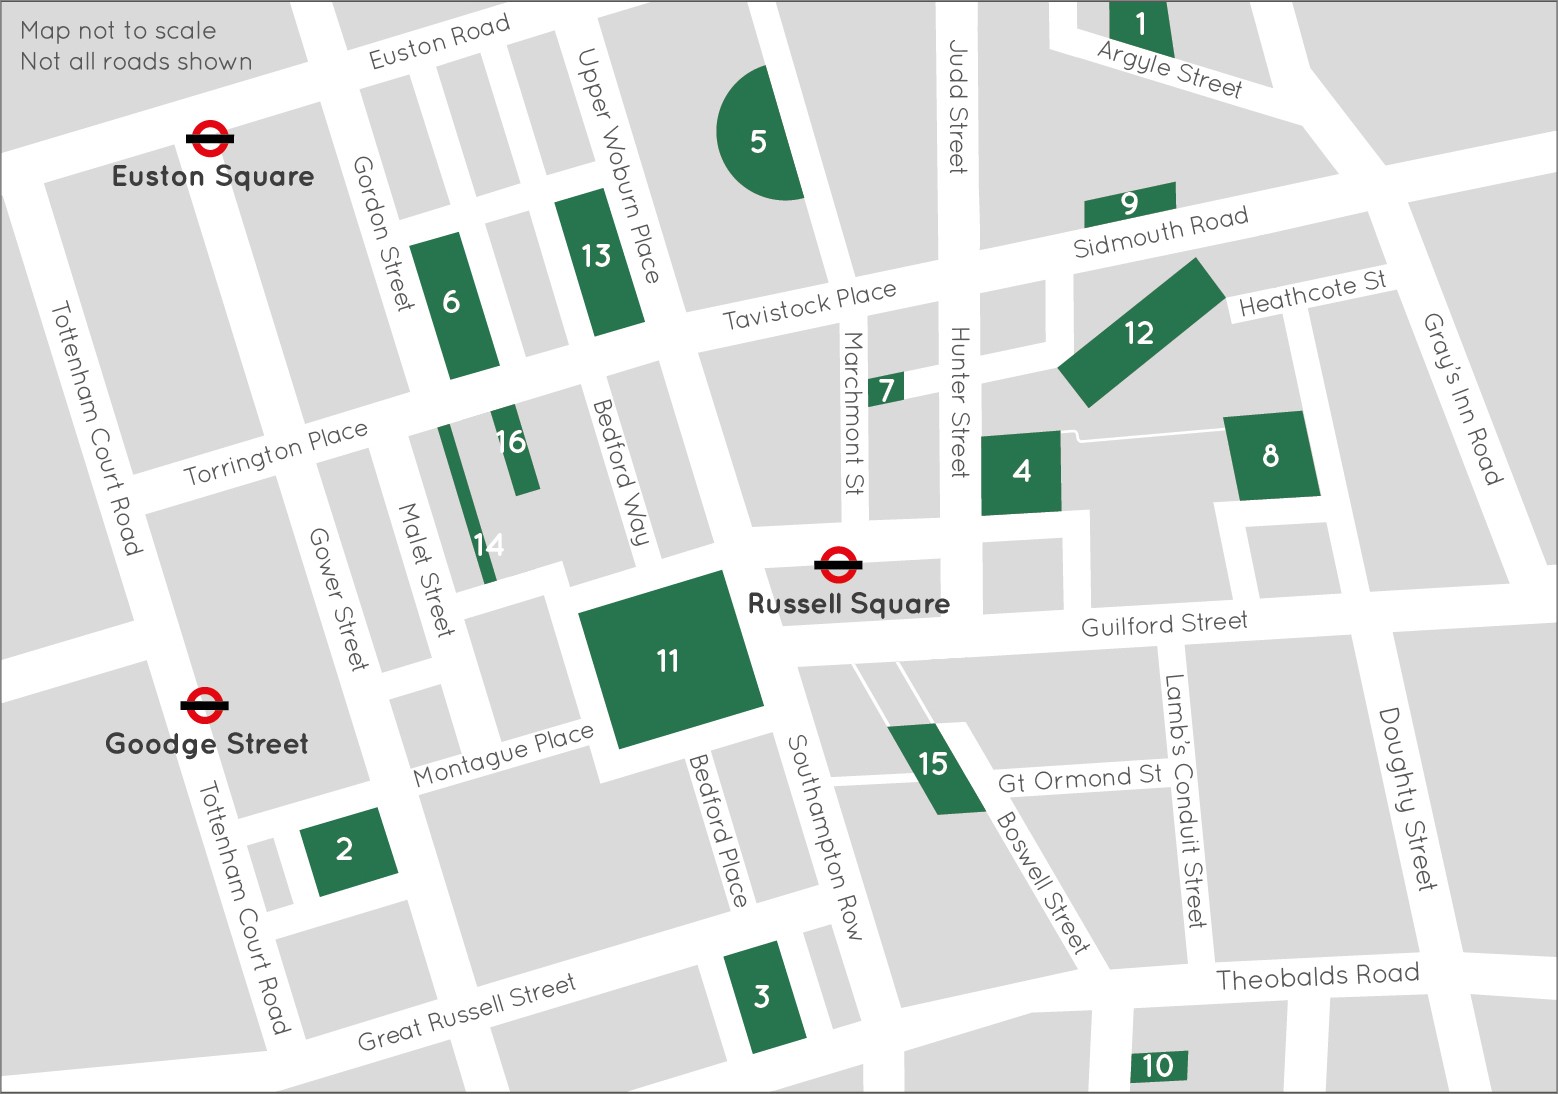 Map not to scale
Not all roads shown
Euston Road
1
Argyle Street
Judd Street
Upper Woburn Place
5
Euston Square
Gordon Street
9
Sidmouth Road
13
6
Tavistock Place
12
Heathcote St
Tottenham Court Road
Marchmont St
Hunter Street
7
Gray's Inn Road
Torrington Place
16
Bedford Way
4
8
Gower Street
Malet Street
14
Russell Square
Guilford Street
11
Goodge Street
Montague Place
15
Gt Ormond St
Lamb's Conduit Street
Doughty Street
Southampton Row
Bedford Place
Tottenham Court Road
2
Boswell Street
Great Russell Street
3
Theobalds Road
10